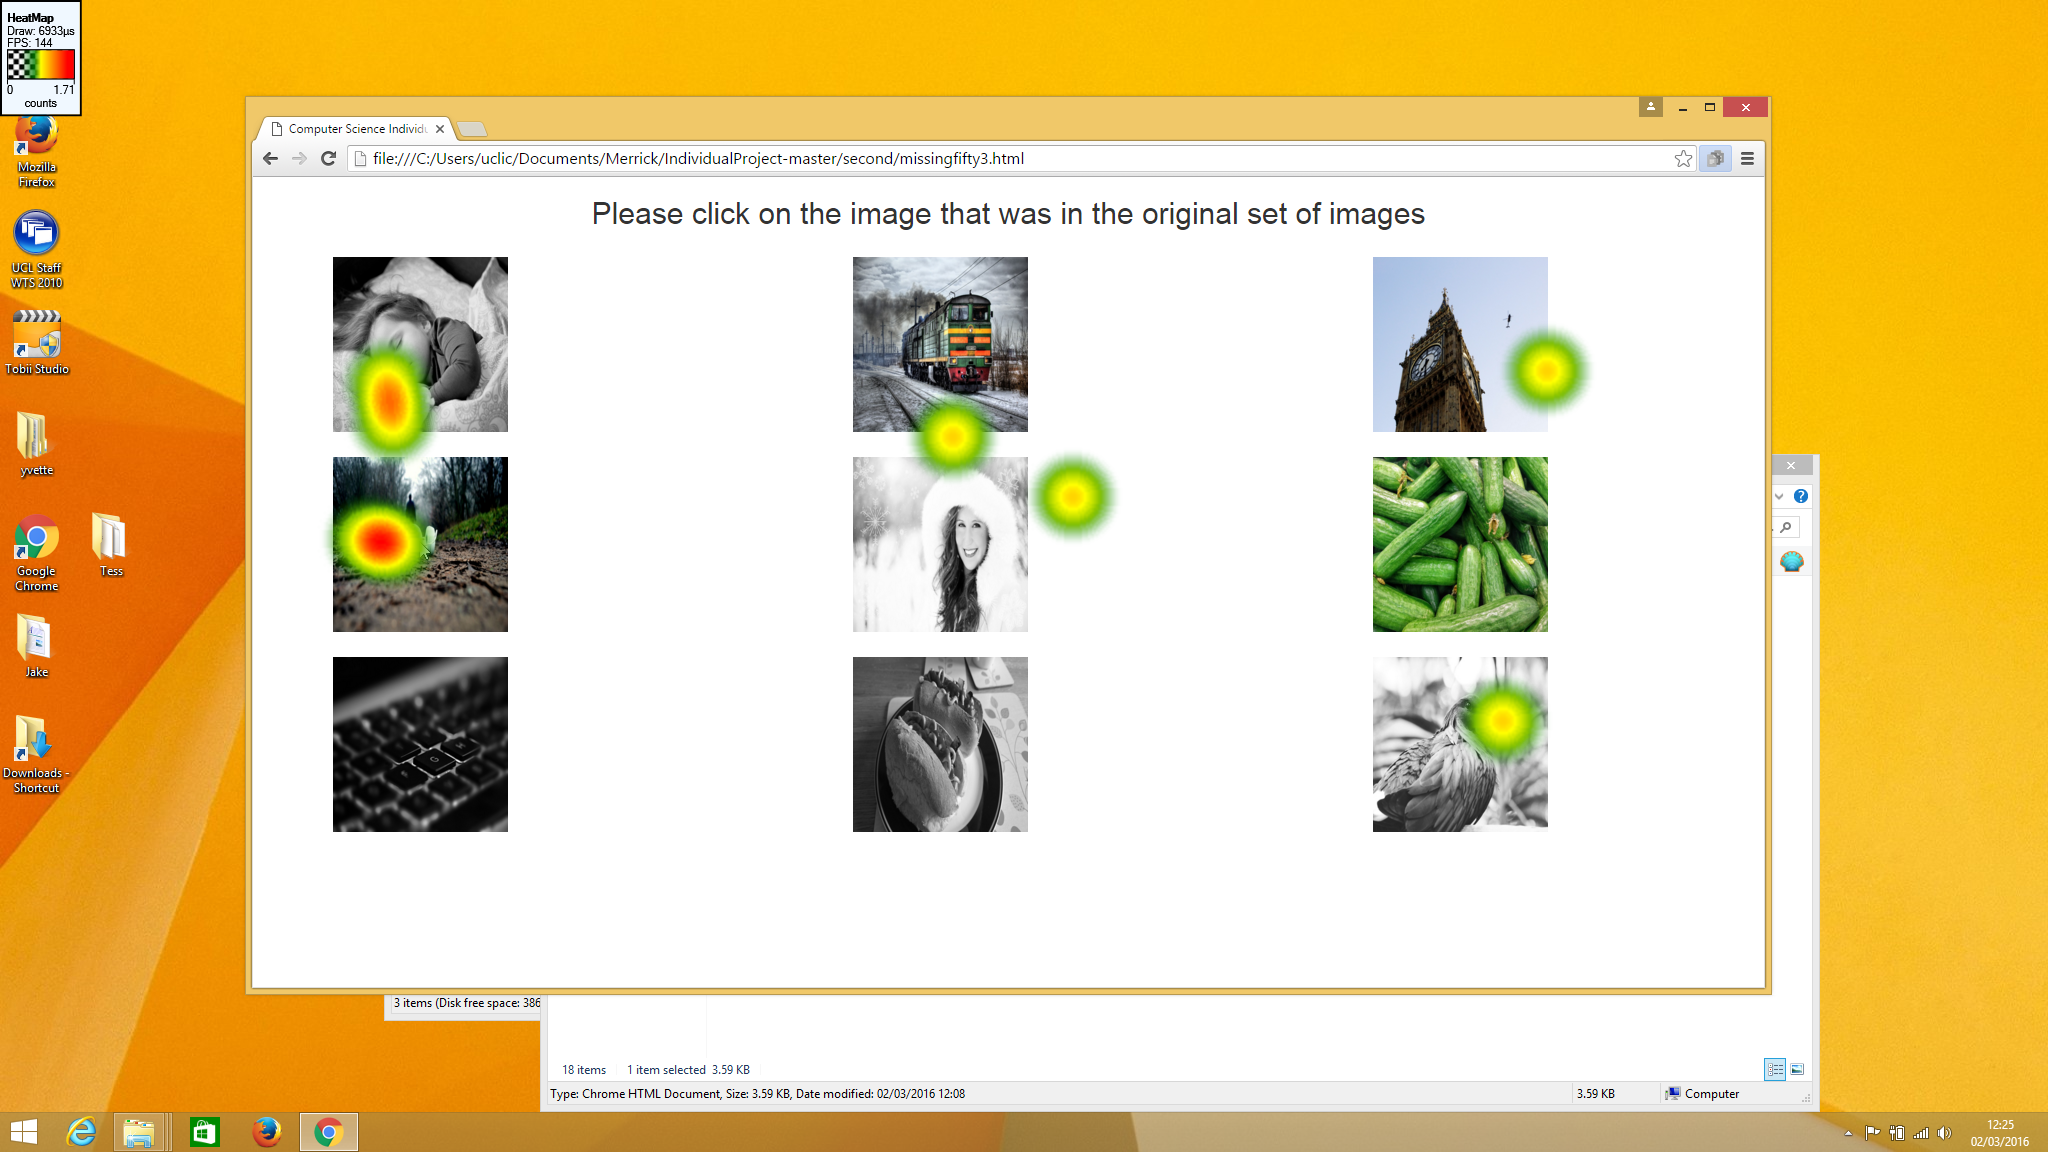 HeatMap
Draw: 6933µs
FPS: 144
0 1.71
counts
Mozilla
Firefox
UCL Staff
WTS 2010
Tobii Studio
yvette
Google
Chrome
Tess
Jake
Downloads -
Shortcut
Computer Science Individu
file:///C:/Users/uclic/Documents/Merrick/IndividualProject-master/second/missingfifty3.html
Please click on the image that was in the original set of images
3 items (Disk free space: 386
18 items 1 item selected 3.59 KB
Type: Chrome HTML Document, Size: 3.59 KB, Date modified: 02/03/2016 12:08 3.59 KB Computer
12:25
02/03/2016